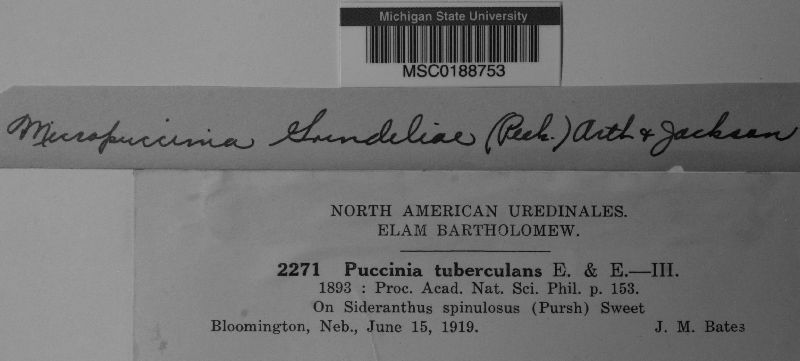 Michigan State University
MSC0188753
Micropuccinia Grindeliae (Peck.) Arth & Jackson
NORTH AMERICAN UREDINALES.
ELAM BARTHOLOMEW.
2271 Puccinia tuberculans E. & E.—III.
1893 : Proc. Acad. Nat. Sci. Phil. p. 153.
On Sideranthus spinulosus (Pursh) Sweet
Bloomington, Neb., June 15, 1919. J. M. Bates